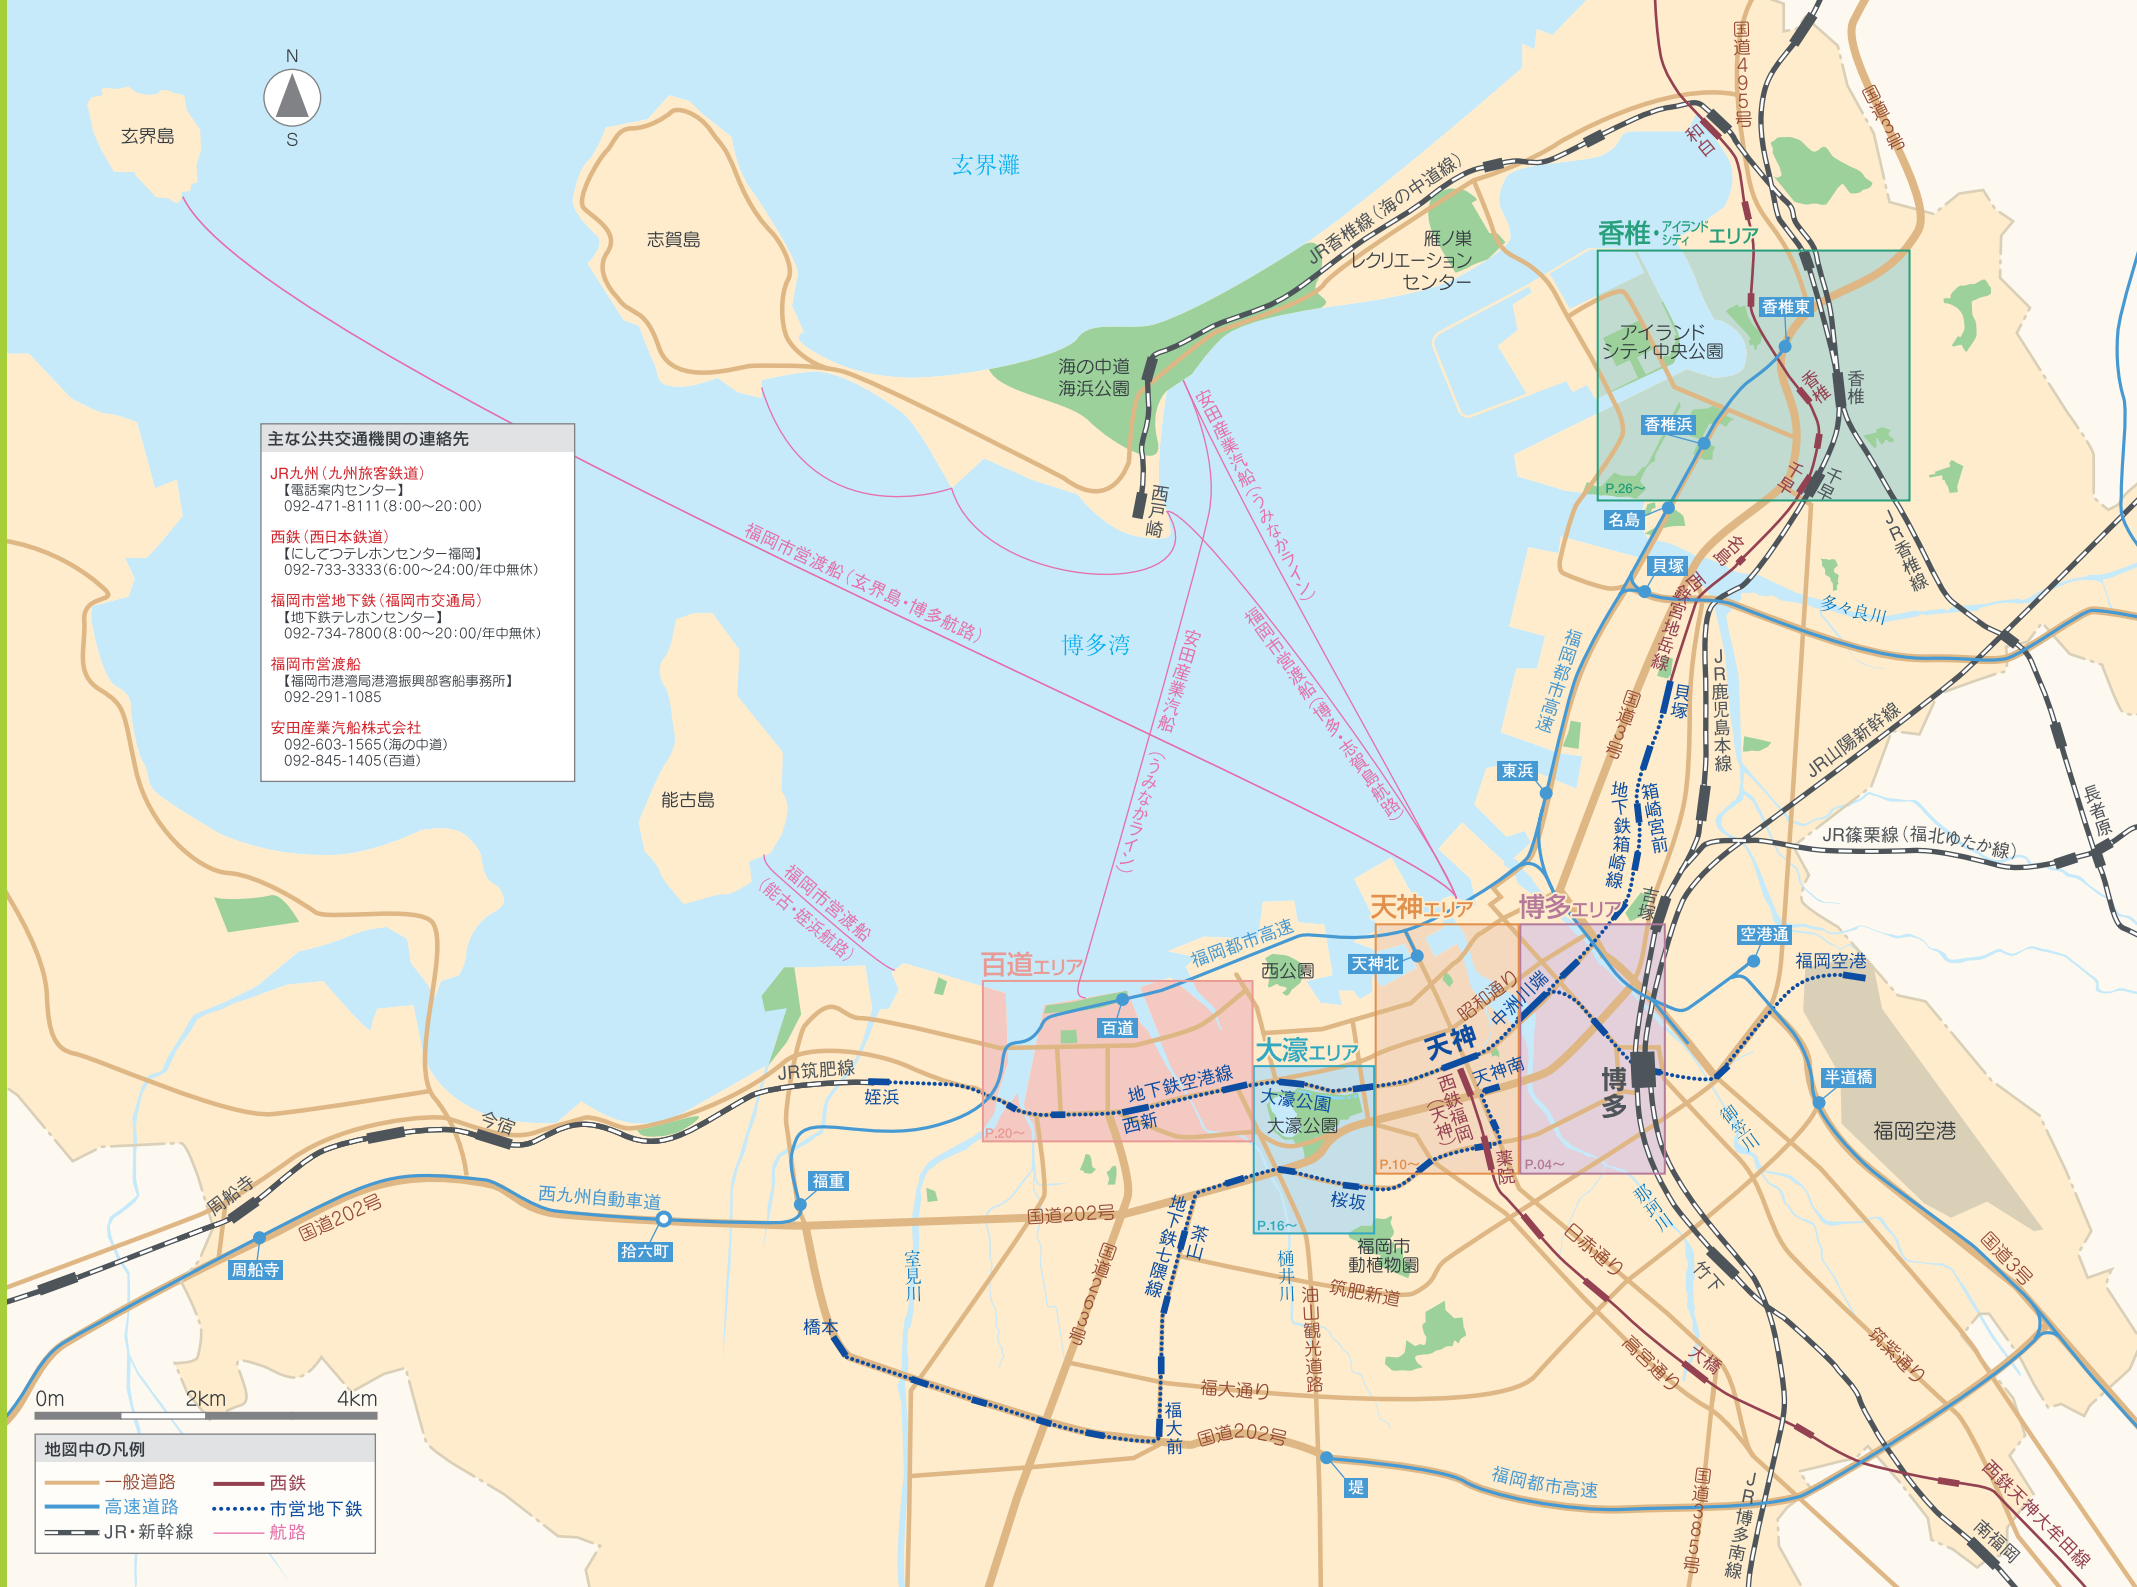 N
S
玄界島
志賀島
玄界灘
国道495号
国道3号
和白
JR香椎線（海の中道線）
雁ノ巣
レクリエーション
センター
香椎・アイランドシティエリア
香椎東
アイランド
シティ中央公園
香椎
香椎
香椎浜
千早
千早
P.26〜
海の中道
海浜公園
西戸崎
安田産業汽船（うみなかライン）
名島
名島
貝塚
西鉄宮地岳線
JR香椎線
多々良川
主な公共交通機関の連絡先
JR九州（九州旅客鉄道）
【電話案内センター】
092-471-8111（8：00〜20：00）
西鉄（西日本鉄道）
【にしてつテレホンセンター福岡】
092-733-3333（6：00〜24：00/年中無休）
福岡市営地下鉄（福岡市交通局）
【地下鉄テレホンセンター】
092-734-7800（8：00〜20：00/年中無休）
福岡市営渡船
【福岡市港湾局港湾振興部客船事務所】
092-291-1085
安田産業汽船株式会社
092-603-1565（海の中道）
092-845-1405（百道）
福岡市営渡船（玄界島・博多航路）
博多湾
安田産業汽船（うみなかライン）
福岡市営渡船（博多・志賀島航路）
福岡都市高速
国道3号
貝塚
JR鹿児島本線
JR山陽新幹線
東浜
地下鉄箱崎線
箱崎宮前
長者原
JR篠栗線（福北ゆたか線）
能古島
福岡市営渡船
（能古・姪浜航路）
吉塚
天神エリア
博多エリア
空港通
福岡空港
百道エリア
福岡都市高速
西公園
天神北
昭和通り
中洲川端
百道
大濠エリア
天神
天神南
地下鉄空港線
西新
P.20〜
大濠公園
大濠公園
西鉄福岡
（天神）
博多
半道橋
福岡空港
御笠川
JR筑肥線
姪浜
今宿
P.10〜
薬院
P.04〜
周船寺
国道202号
西九州自動車道
福重
拾六町
周船寺
国道202号
地下鉄七隈線
茶山
桜坂
P.16〜
那珂川
福岡市
動植物園
日赤通り
竹下
国道3号
室見川
国道263号
樋井川
筑肥新道
油山観光道路
橋本
高宮通り
大橋
筑紫通り
福大通り
福大前
国道202号
堤
福岡都市高速
国道385号
JR博多南線
西鉄天神大牟田線
南福岡
0m
2km
4km
地図中の凡例
一般道路
西鉄
高速道路
市営地下鉄
JR・新幹線
航路